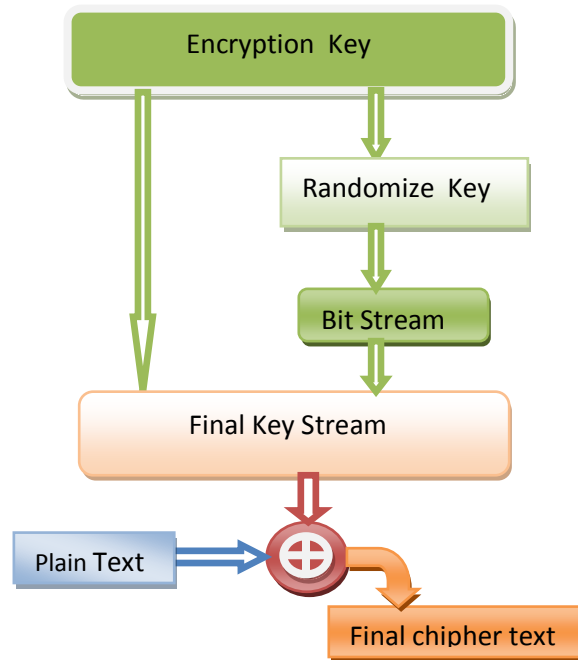 Encryption Key
Randomize Key
Bit Stream
Final Key Stream
Plain Text
Final chipher text